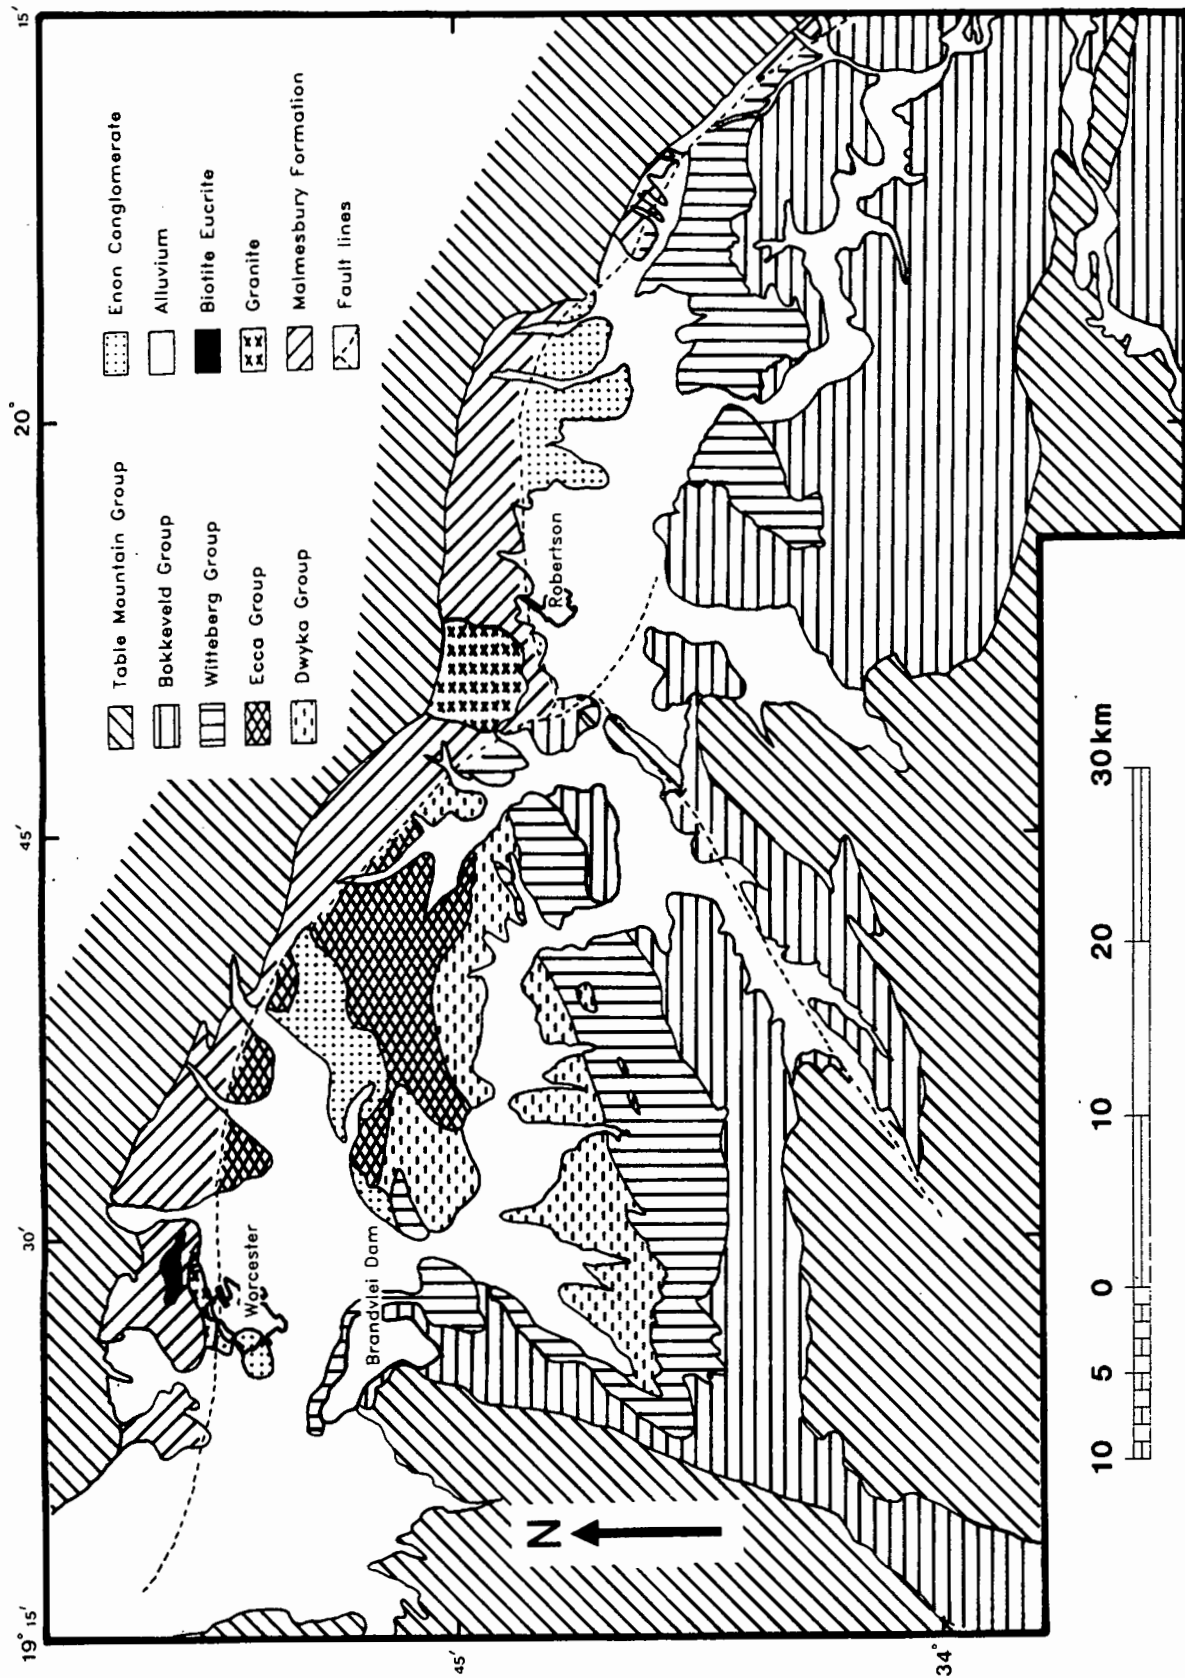 19° 15'
30'
45'
20°
15'
45'
34°
Table Mountain Group
Bokkeveld Group
Witteberg Group
Ecca Group
Dwyka Group
Enon Conglomerate
Alluvium
Biotite Eucrite
Granite
Malmesbury Formation
Fault lines
Worcester
Brandvlei Dam
Robertson
N
10 5 0 10 20 30 km